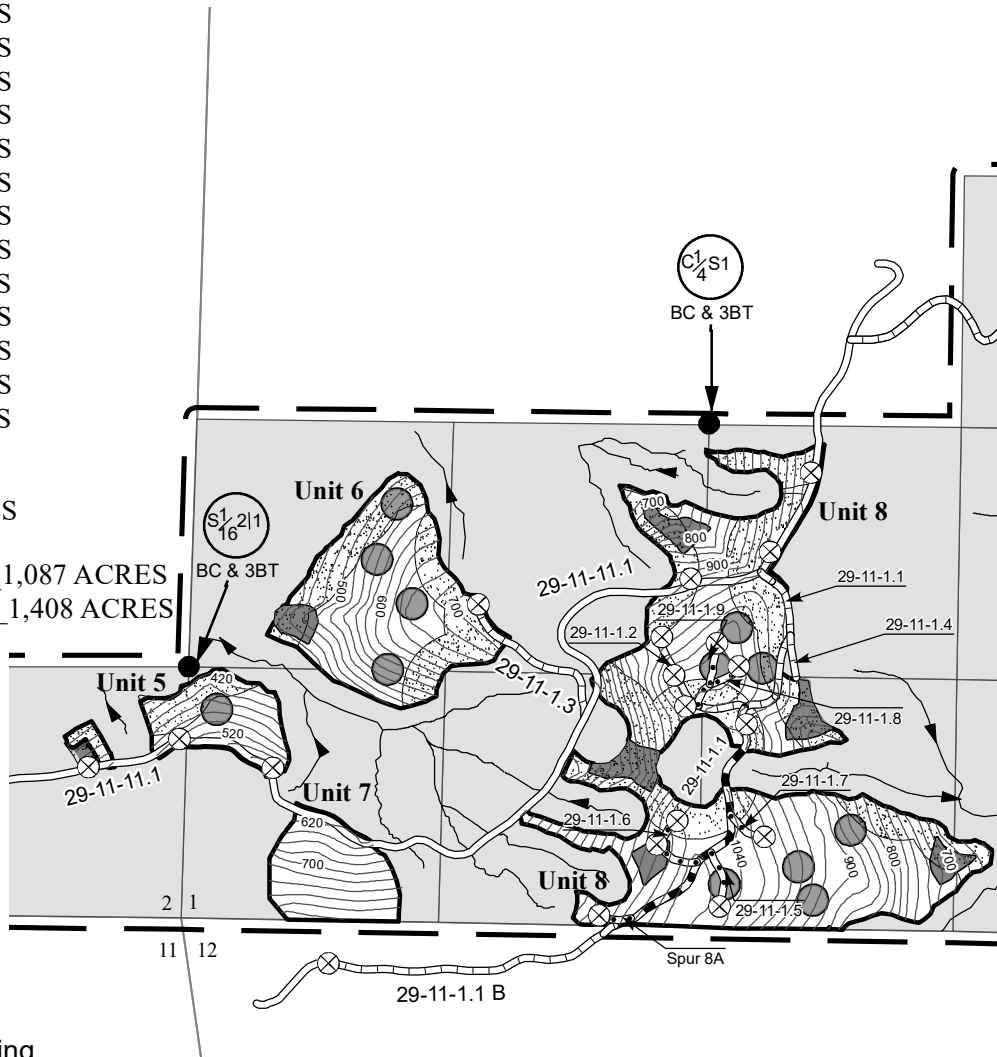 S
S
S
S
S
S
S
S
S
S
S
S
S
S
_1,087 ACRES
_1,408 ACRES
C1/4 S1
BC & 3BT
S1/16 2|1
BC & 3BT
Unit 6
500
600
700
Unit 8
700
800
900
29-11-11.1
29-11-1.1
29-11-1.9
29-11-1.2
29-11-1.4
29-11-1.3
29-11-1.8
Unit 5
420
520
29-11-11.1
29-11-1.1
29-11-1.7
Unit 7
620
700
29-11-1.6
1040
900
800
700
Unit 8
29-11-1.5
2 1
11 12
Spur 8A
29-11-1.1 B
ing